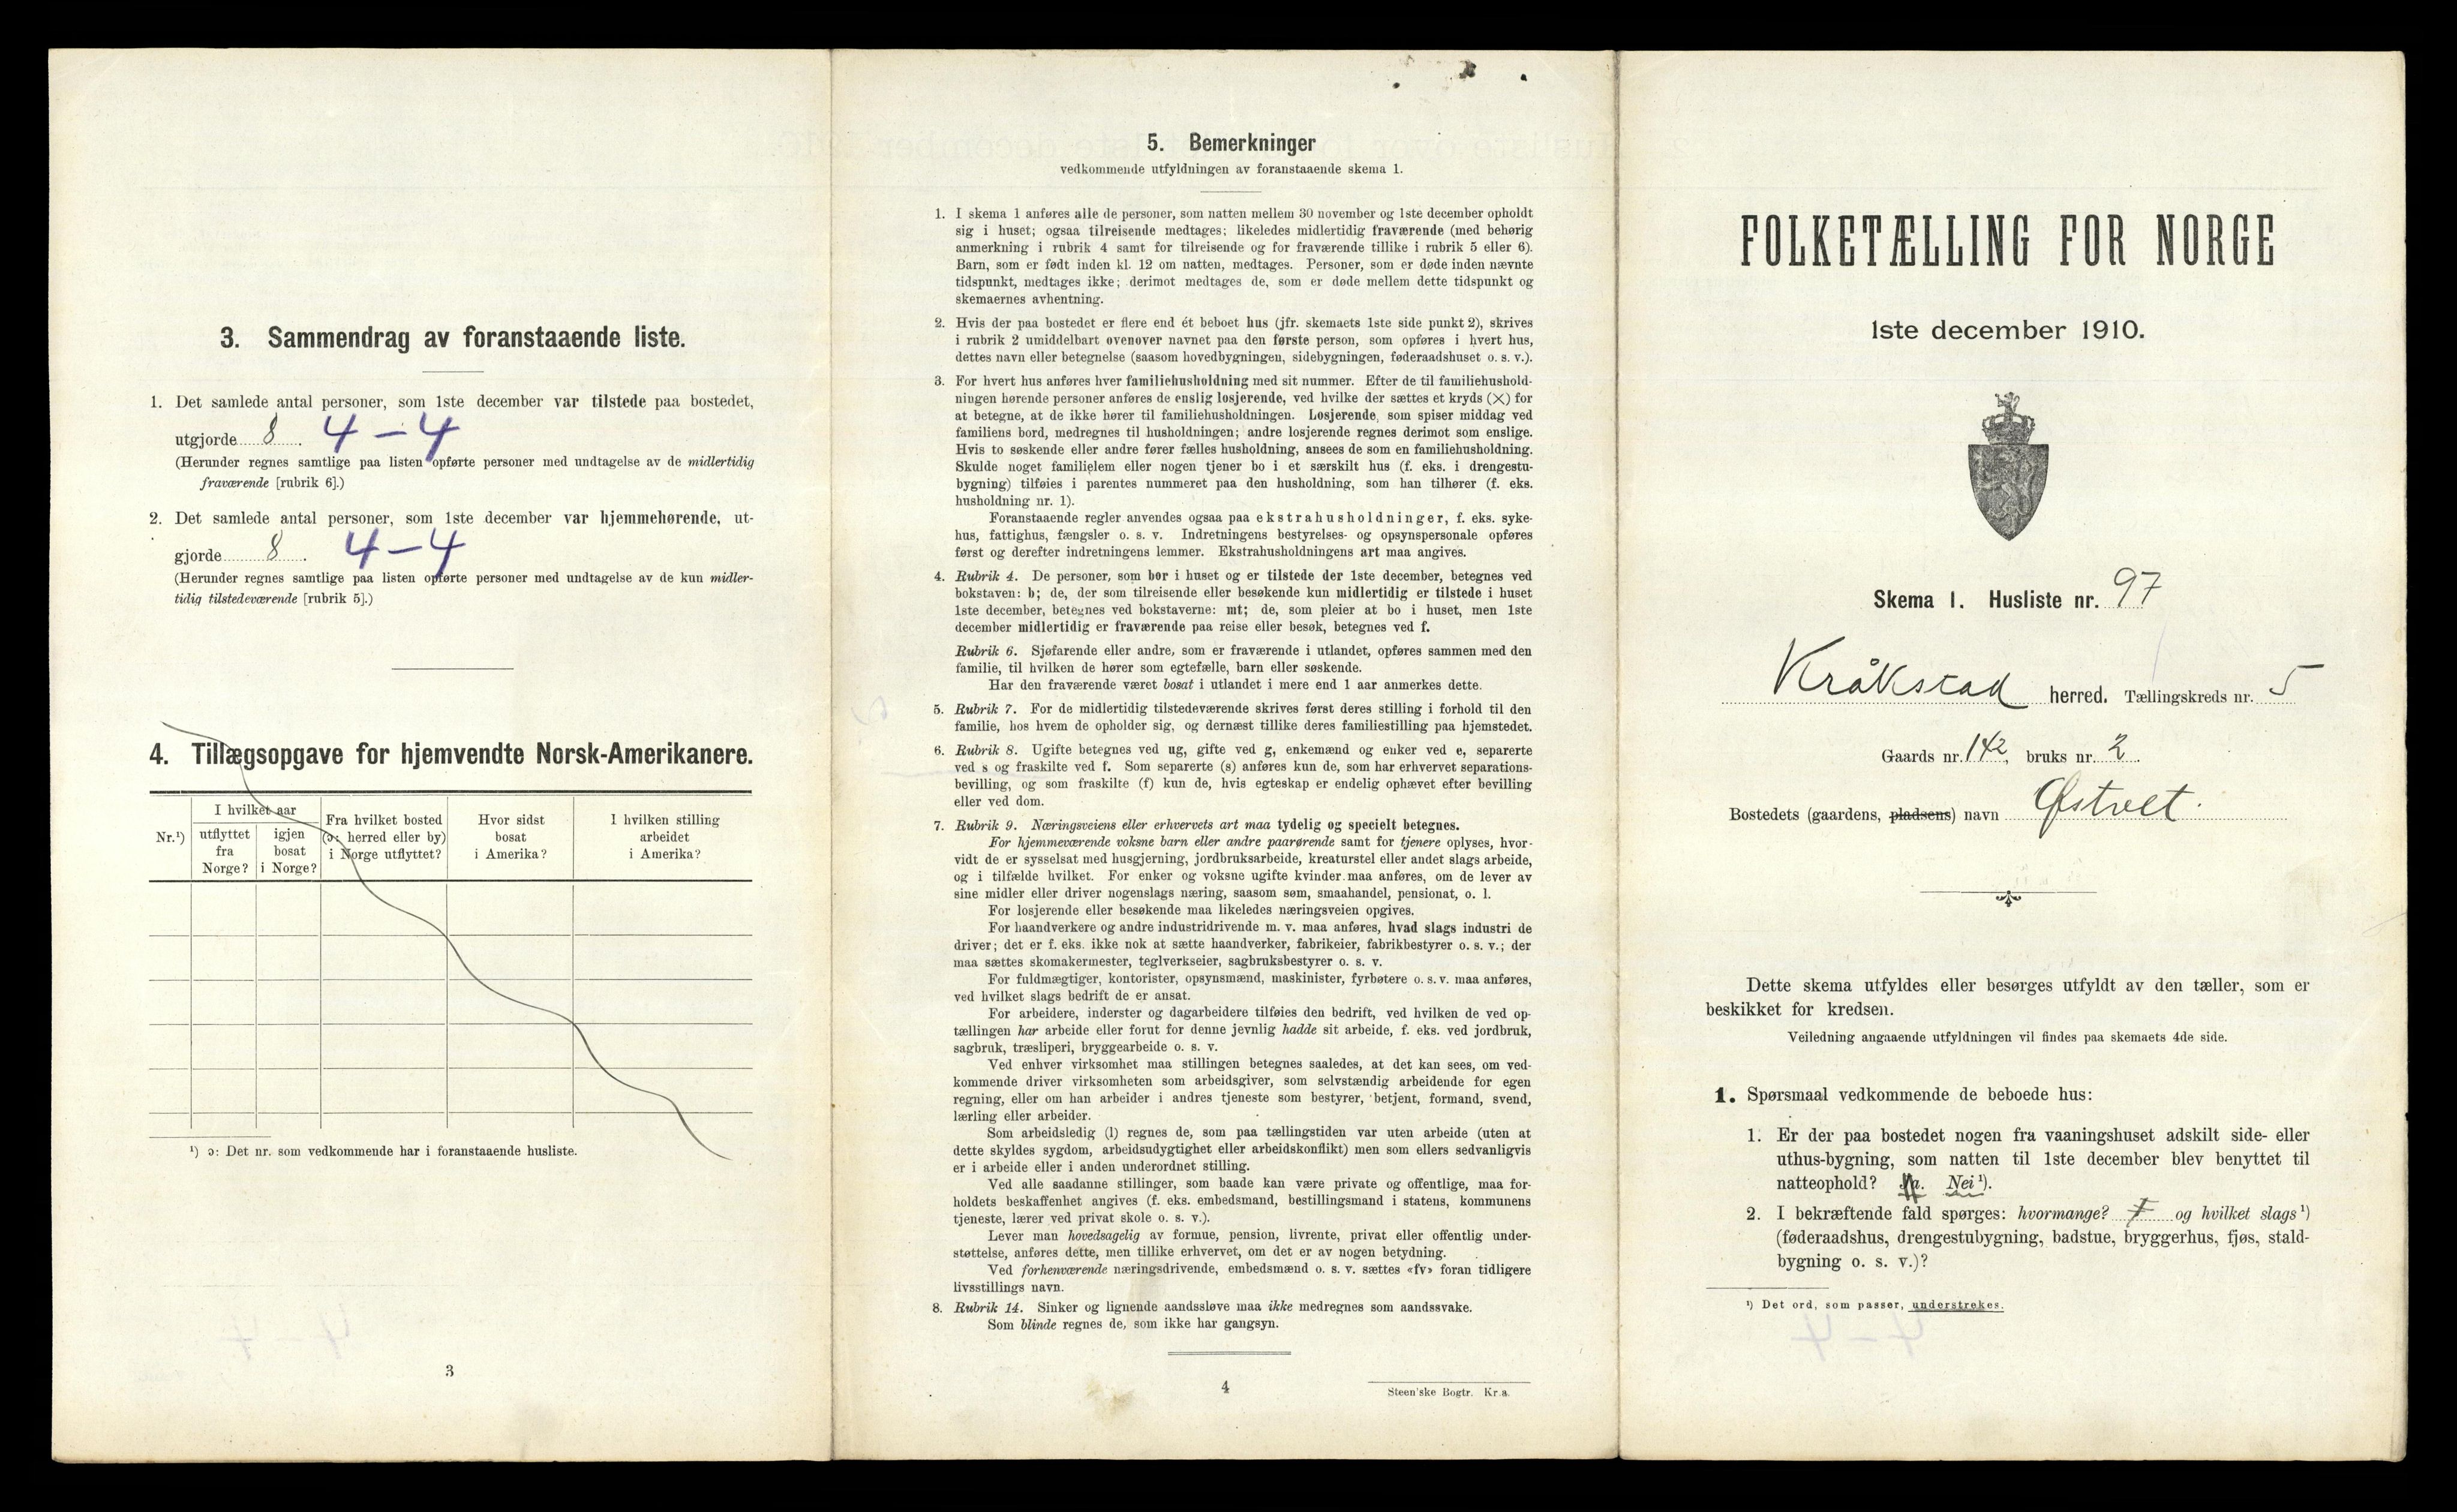 3. Sammendrag av foranstaaende liste.
1. Det samlede antal personer, som 1ste december var tilstede paa bostedet,
utgjorde 8. 4 — 4
(Herunder regnes samtlige paa listen opførte personer med undtagelse av de midlertidig
fraværende [rubrik 6].)
2. Det samlede antal personer, som 1ste december var hjemmehørende, ut-
gjorde 8. 4 — 4
(Herunder regnes samtlige paa listen opførte personer med undtagelse av de kun midler-
tidig tilstedeværende [rubrik 5].)
4. Tillægsopgave for hjemvendte Norsk-Amerikanere.
Nr.¹)
I hvilket aar
utflyttet
fra
Norge?
igjen
bosat
i Norge?
Fra hvilket bosted
(ɔ: herred eller by)
i Norge utflyttet?
Hvor sidst
bosat
i Amerika?
I hvilken stilling
arbeidet
i Amerika?
¹) ɔ: Det nr. som vedkommende har i foranstaaende husliste.
3
5. Bemerkninger
vedkommende utfyldningen av foranstaaende skema 1.
1. I skema 1 anføres alle de personer, som natten mellem 30 november og 1ste december opholdt
sig i huset; ogsaa tilreisende medtages; likeledes midlertidig fraværende (med behørig
anmerkning i rubrik 4 samt for tilreisende og for fraværende tillike i rubrik 5 eller 6).
Barn, som er født inden kl. 12 om natten, medtages. Personer, som er døde inden nævnte
tidspunkt, medtages ikke; derimot medtages de, som er døde mellem dette tidspunkt og
skemaernes avhentning.
2. Hvis der paa bostedet er flere end ét beboet hus (jfr. skemaets 1ste side punkt 2), skrives
i rubrik 2 umiddelbart ovenover navnet paa den første person, som opføres i hvert hus,
dettes navn eller betegnelse (saasom hovedbygningen, sidebygningen, føderaadshuset o. s. v.).
3. For hvert hus anføres hver familiehusholdning med sit nummer. Efter de til familiehushold-
ningen hørende personer anføres de enslig losjerende, ved hvilke der sættes et kryds (×) for
at betegne, at de ikke hører til familiehusholdningen. Losjerende, som spiser middag ved
familiens bord, medregnes til husholdningen; andre losjerende regnes derimot som enslige.
Hvis to søskende eller andre fører fælles husholdning, ansees de som en familiehusholdning.
Skulde noget familielem eller nogen tjener bo i et særskilt hus (f. eks. i drengestu-
bygning) tilføies i parentes nummeret paa den husholdning, som han tilhører (f. eks.
husholdning nr. 1).
Foranstaaende regler anvendes ogsaa paa ekstrahusholdninger, f. eks. syke-
hus, fattighus, fængsler o. s. v. Indretningens bestyrelses- og opsynspersonale opføres
først og derefter indretningens lemmer. Ekstrahusholdningens art maa angives.
4. Rubrik 4. De personer, som bor i huset og er tilstede der 1ste december, betegnes ved
bokstaven: b; de, der som tilreisende eller besøkende kun midlertidig er tilstede i huset
1ste december, betegnes ved bokstaverne: mt; de, som pleier at bo i huset, men 1ste
december midlertidig er fraværende paa reise eller besøk, betegnes ved f.
Rubrik 6. Sjøfarende eller andre, som er fraværende i utlandet, opføres sammen med den
familie, til hvilken de hører som egtefælle, barn eller søskende.
Har den fraværende været bosat i utlandet i mere end 1 aar anmerkes dette.
5. Rubrik 7. For de midlertidig tilstedeværende skrives først deres stilling i forhold til den
familie, hos hvem de opholder sig, og dernæst tillike deres familiestilling paa hjemstedet.
6. Rubrik 8. Ugifte betegnes ved ug, gifte ved g, enkemænd og enker ved e, separerte
ved s og fraskilte ved f. Som separerte (s) anføres kun de, som har erhvervet separations-
bevilling, og som fraskilte (f) kun de, hvis egteskap er endelig ophævet efter bevilling
eller ved dom.
7. Rubrik 9. Næringsveiens eller erhvervets art maa tydelig og specielt betegnes.
For hjemmeværende voksne barn eller andre paarørende samt for tjenere oplyses, hvor-
vidt de er sysselsat med husgjerning, jordbruksarbeide, kreaturstel eller andet slags arbeide,
og i tilfælde hvilket. For enker og voksne ugifte kvinder maa anføres, om de lever av
sine midler eller driver nogenslags næring, saasom søm, smaahandel, pensionat, o. l.
For losjerende eller besøkende maa likeledes næringsveien opgives.
For haandverkere og andre industridrivende m. v. maa anføres, hvad slags industri de
driver; det er f. eks. ikke nok at sætte haandverker, fabrikeier, fabrikbestyrer o. s. v.; der
maa sættes skomakermester, teglverkseier, sagbruksbestyrer o. s. v.
For fuldmægtiger, kontorister, opsynsmænd, maskinister, fyrbøtere o. s. v. maa anføres,
ved hvilket slags bedrift de er ansat.
For arbeidere, inderster og dagarbeidere tilføies den bedrift, ved hvilken de ved op-
tællingen har arbeide eller forut for denne jevnlig hadde sit arbeide, f. eks. ved jordbruk,
sagbruk, træsliperi, bryggearbeide o. s. v.
Ved enhver virksomhet maa stillingen betegnes saaledes, at det kan sees, om ved-
kommende driver virksomheten som arbeidsgiver, som selvstændig arbeidende for egen
regning, eller om han arbeider i andres tjeneste som bestyrer, betjent, formand, svend,
lærling eller arbeider.
Som arbeidsledig (l) regnes de, som paa tællingstiden var uten arbeide (uten at
dette skyldes sygdom, arbeidsudygtighet eller arbeidskonflikt) men som ellers sedvanligvis
er i arbeide eller i anden underordnet stilling.
Ved alle saadanne stillinger, som baade kan være private og offentlige, maa for-
holdets beskaffenhet angives (f. eks. embedsmand, bestillingsmand i statens, kommunens
tjeneste, lærer ved privat skole o. s. v.).
Lever man hovedsagelig av formue, pension, livrente, privat eller offentlig under-
støttelse, anføres dette, men tillike erhvervet, om det er av nogen betydning.
Ved forhenværende næringsdrivende, embedsmænd o. s. v. sættes «fv» foran tidligere
livsstillings navn.
8. Rubrik 14. Sinker og lignende aandssløve maa ikke medregnes som aandssvake.
Som blinde regnes de, som ikke har gangsyn.
4
Steen'ske Bogtr. Kr.a.
FOLKETÆLLING FOR NORGE
1ste december 1910.
Skema 1. Husliste nr. 97
Kråkstad herred. Tællingskreds nr. 5
Gaards nr. 142, bruks nr. 2.
Bostedets (gaardens, pladsens) navn Østvet.
Dette skema utfyldes eller besørges utfyldt av den tæller, som er
beskikket for kredsen.
Veiledning angaaende utfyldningen vil findes paa skemaets 4de side.
1. Spørsmaal vedkommende de beboede hus:
1. Er der paa bostedet nogen fra vaaningshuset adskilt side- eller
uthus-bygning, som natten til 1ste december blev benyttet til
natteophold? Ja. Nei ¹).
2. I bekræftende fald spørges: hvormange? og hvilket slags ¹)
(føderaadshus, drengestubygning, badstue, bryggerhus, fjøs, stald-
bygning o. s. v.)?
¹) Det ord, som passer, understrekes.